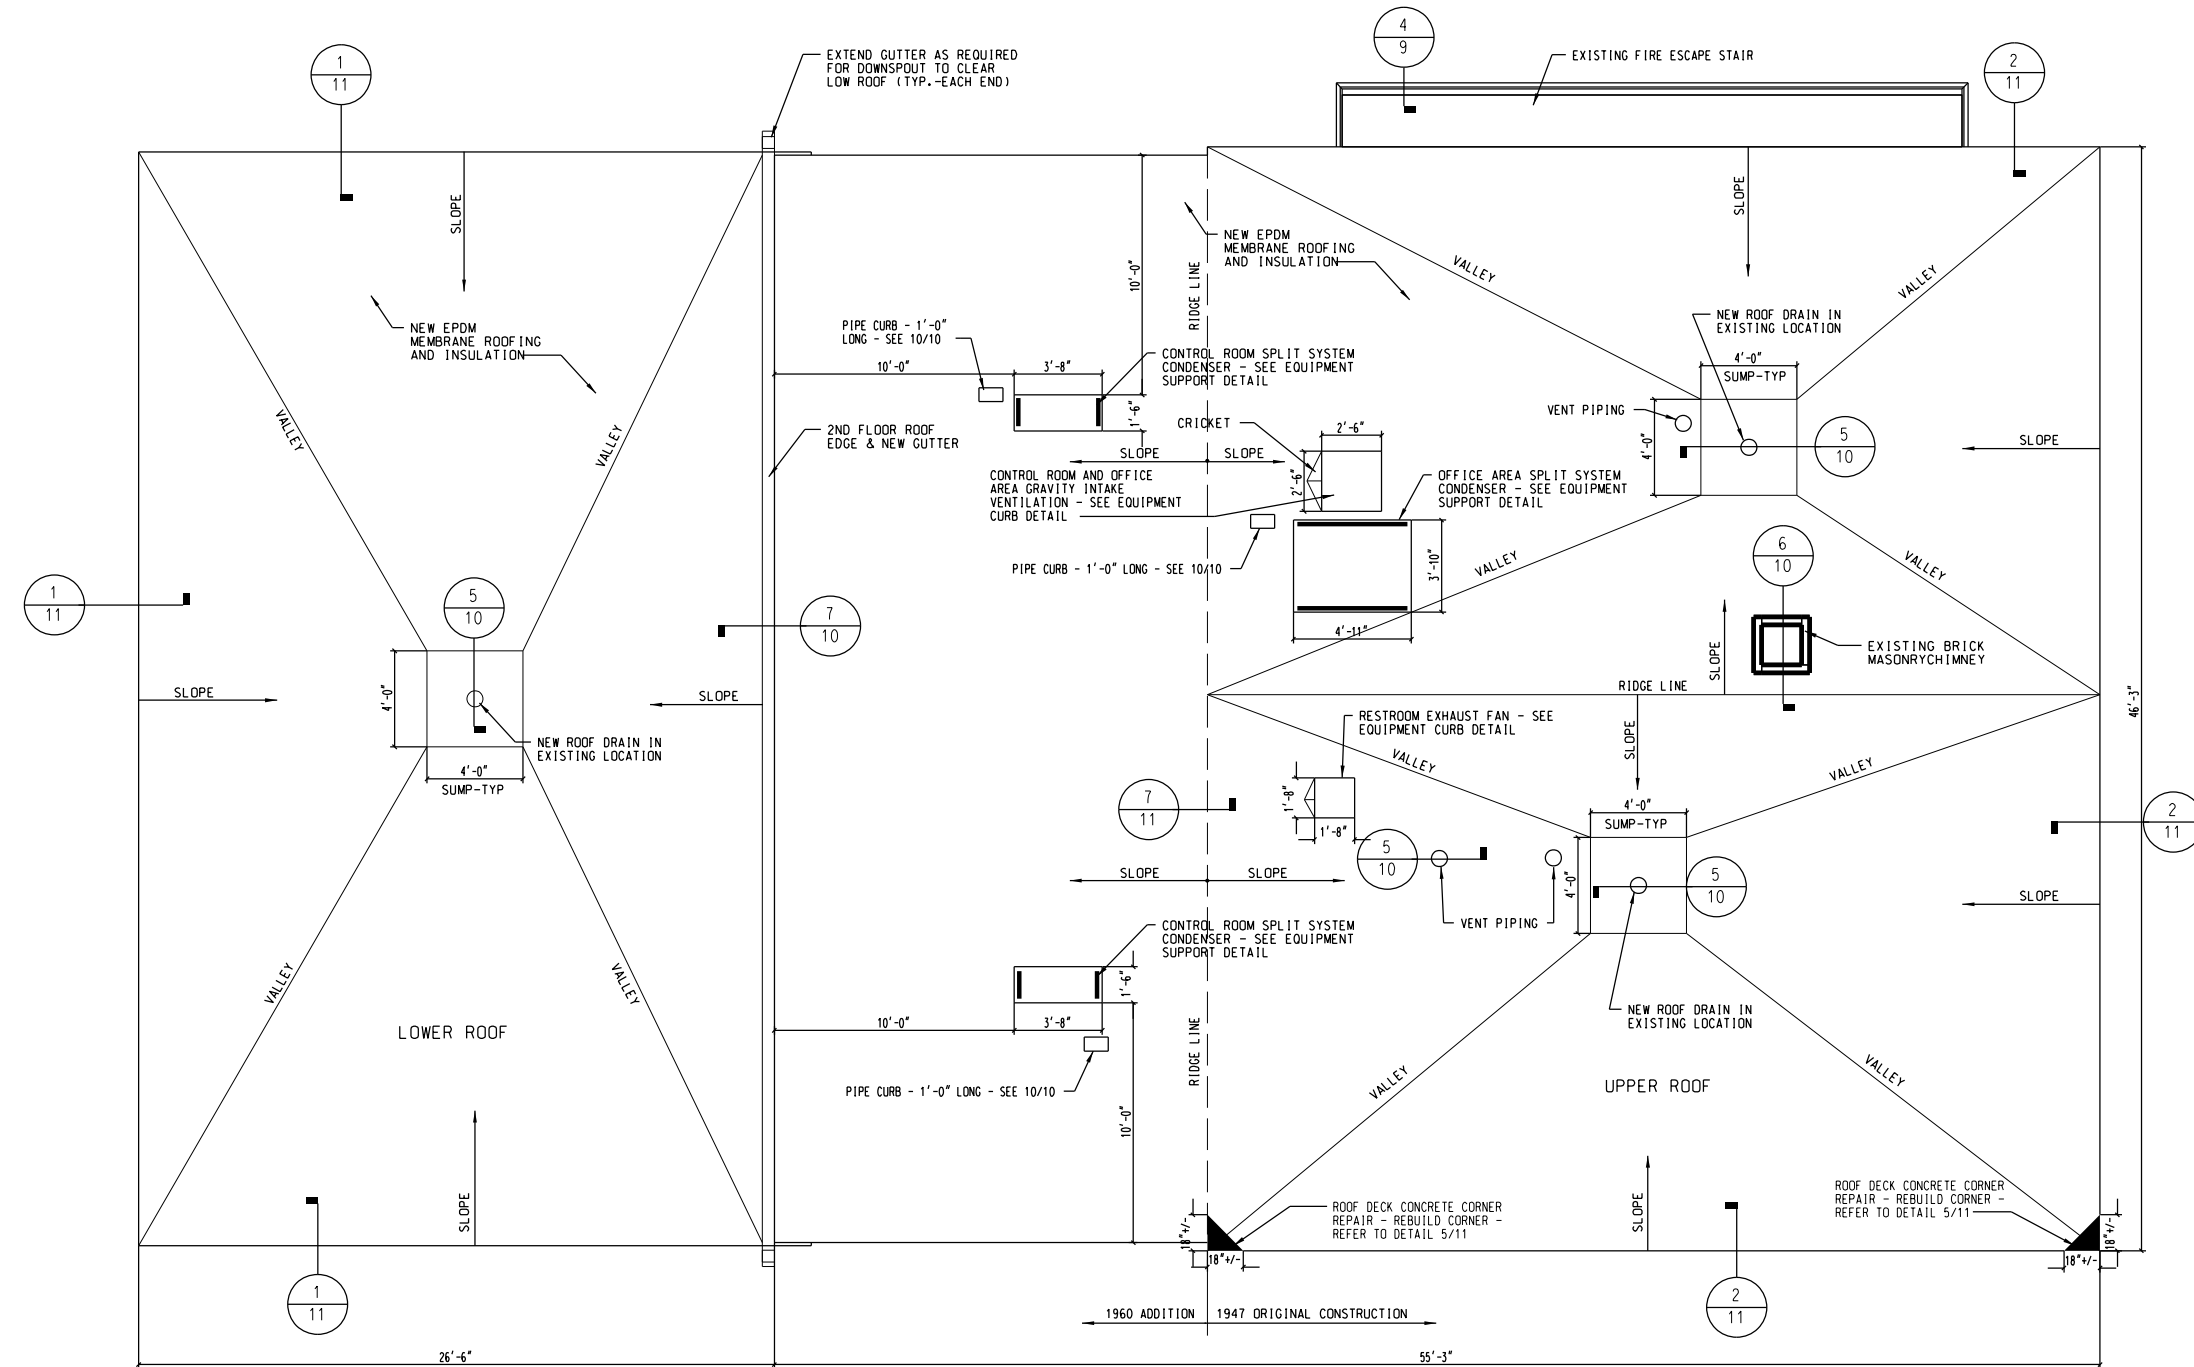 1
11
EXTEND GUTTER AS REQUIRED
FOR DOWNSPOUT TO CLEAR
LOW ROOF (TYP.-EACH END)
4
9
EXISTING FIRE ESCAPE STAIR
2
11
SLOPE
SLOPE
10'-0"
RIDGE LINE
NEW EPDM
MEMBRANE ROOFING
AND INSULATION
VALLEY
VALLEY
NEW EPDM
MEMBRANE ROOFING
AND INSULATION
PIPE CURB - 1'-0"
LONG - SEE 10/10
10'-0"
3'-8"
1'-6"
CONTROL ROOM SPLIT SYSTEM
CONDENSER - SEE EQUIPMENT
SUPPORT DETAIL
NEW ROOF DRAIN IN
EXISTING LOCATION
4'-0"
SUMP-TYP
4'-0"
VENT PIPING
5
10
SLOPE
VALLEY
VALLEY
2ND FLOOR ROOF
EDGE & NEW GUTTER
CRICKET
2'-6"
2'-6"
SLOPE
SLOPE
CONTROL ROOM AND OFFICE
AREA GRAVITY INTAKE
VENTILATION - SEE EQUIPMENT
CURB DETAIL
OFFICE AREA SPLIT SYSTEM
CONDENSER - SEE EQUIPMENT
SUPPORT DETAIL
PIPE CURB - 1'-0" LONG - SEE 10/10
3'-10"
4'-11"
VALLEY
VALLEY
6
10
SLOPE
EXISTING BRICK
MASONRYCHIMNEY
1
11
5
10
7
10
SLOPE
4'-0"
SLOPE
NEW ROOF DRAIN IN
EXISTING LOCATION
4'-0"
SUMP-TYP
RIDGE LINE
46'-3"
RESTROOM EXHAUST FAN - SEE
EQUIPMENT CURB DETAIL
SLOPE
VALLEY
VALLEY
7
11
1'-8"
1'-8"
4'-0"
SUMP-TYP
4'-0"
2
11
5
10
5
10
SLOPE
SLOPE
SLOPE
VENT PIPING
CONTROL ROOM SPLIT SYSTEM
CONDENSER - SEE EQUIPMENT
SUPPORT DETAIL
VALLEY
VALLEY
1'-6"
10'-0"
3'-8"
NEW ROOF DRAIN IN
EXISTING LOCATION
LOWER ROOF
RIDGE LINE
PIPE CURB - 1'-0" LONG - SEE 10/10
10'-0"
VALLEY
UPPER ROOF
VALLEY
SLOPE
SLOPE
ROOF DECK CONCRETE CORNER
REPAIR - REBUILD CORNER -
REFER TO DETAIL 5/11
ROOF DECK CONCRETE CORNER
REPAIR - REBUILD CORNER -
REFER TO DETAIL 5/11
18"+/-
18"+/-
18"+/-
18"+/-
1
11
2
11
1960 ADDITION
1947 ORIGINAL CONSTRUCTION
26'-6"
55'-3"